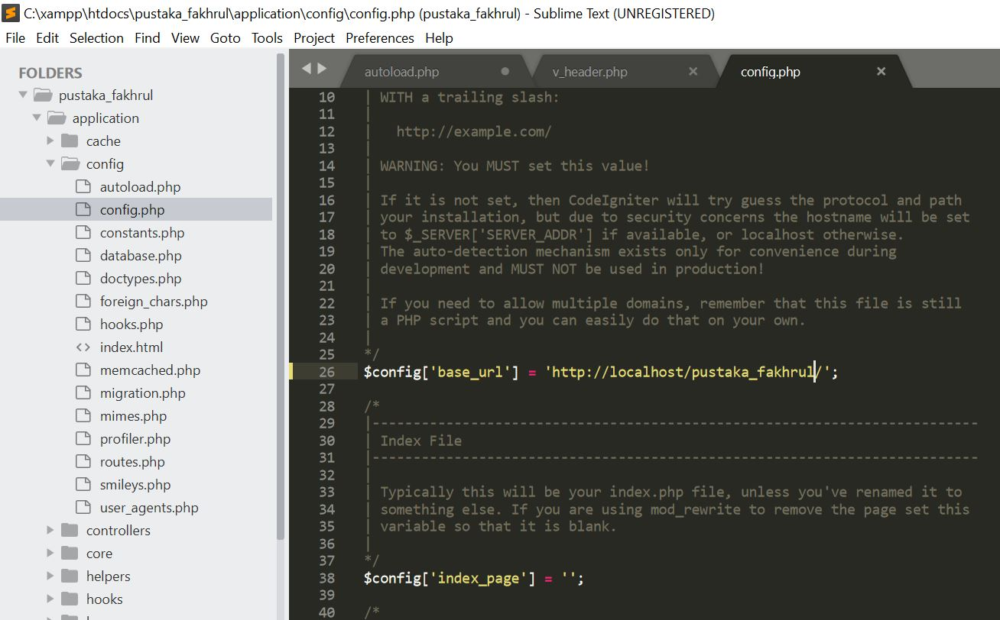 C:\xampp\htdocs\pustaka_fakhrul\application\config\config.php (pustaka_fakhrul) - Sublime Text (UNREGISTERED)
File Edit Selection Find View Goto Tools Project Preferences Help
FOLDERS
pustaka_fakhrul
application
cache
config
autoload.php
config.php
constants.php
database.php
doctypes.php
foreign_chars.php
hooks.php
index.html
memcached.php
migration.php
mimes.php
profiler.php
routes.php
smileys.php
user_agents.php
controllers
core
helpers
hooks
autoload.php v_header.php config.php
10 | WITH a trailing slash:
11 |
12 |   http://example.com/
13 |
14 | WARNING: You MUST set this value!
15 |
16 | If it is not set, then CodeIgniter will try guess the protocol and path
17 | your installation, but due to security concerns the hostname will be set
18 | to $_SERVER['SERVER_ADDR'] if available, or localhost otherwise.
19 | The auto-detection mechanism exists only for convenience during
20 | development and MUST NOT be used in production!
21 |
22 | If you need to allow multiple domains, remember that this file is still
23 | a PHP script and you can easily do that on your own.
24 |
25 */
26 $config['base_url'] = 'http://localhost/pustaka_fakhrul/';
27
28 /*
29 |--------------------------------------------------------------------------
30 | Index File
31 |--------------------------------------------------------------------------
32 |
33 | Typically this will be your index.php file, unless you've renamed it to
34 | something else. If you are using mod_rewrite to remove the page set this
35 | variable so that it is blank.
36 |
37 */
38 $config['index_page'] = '';
39
40 /*